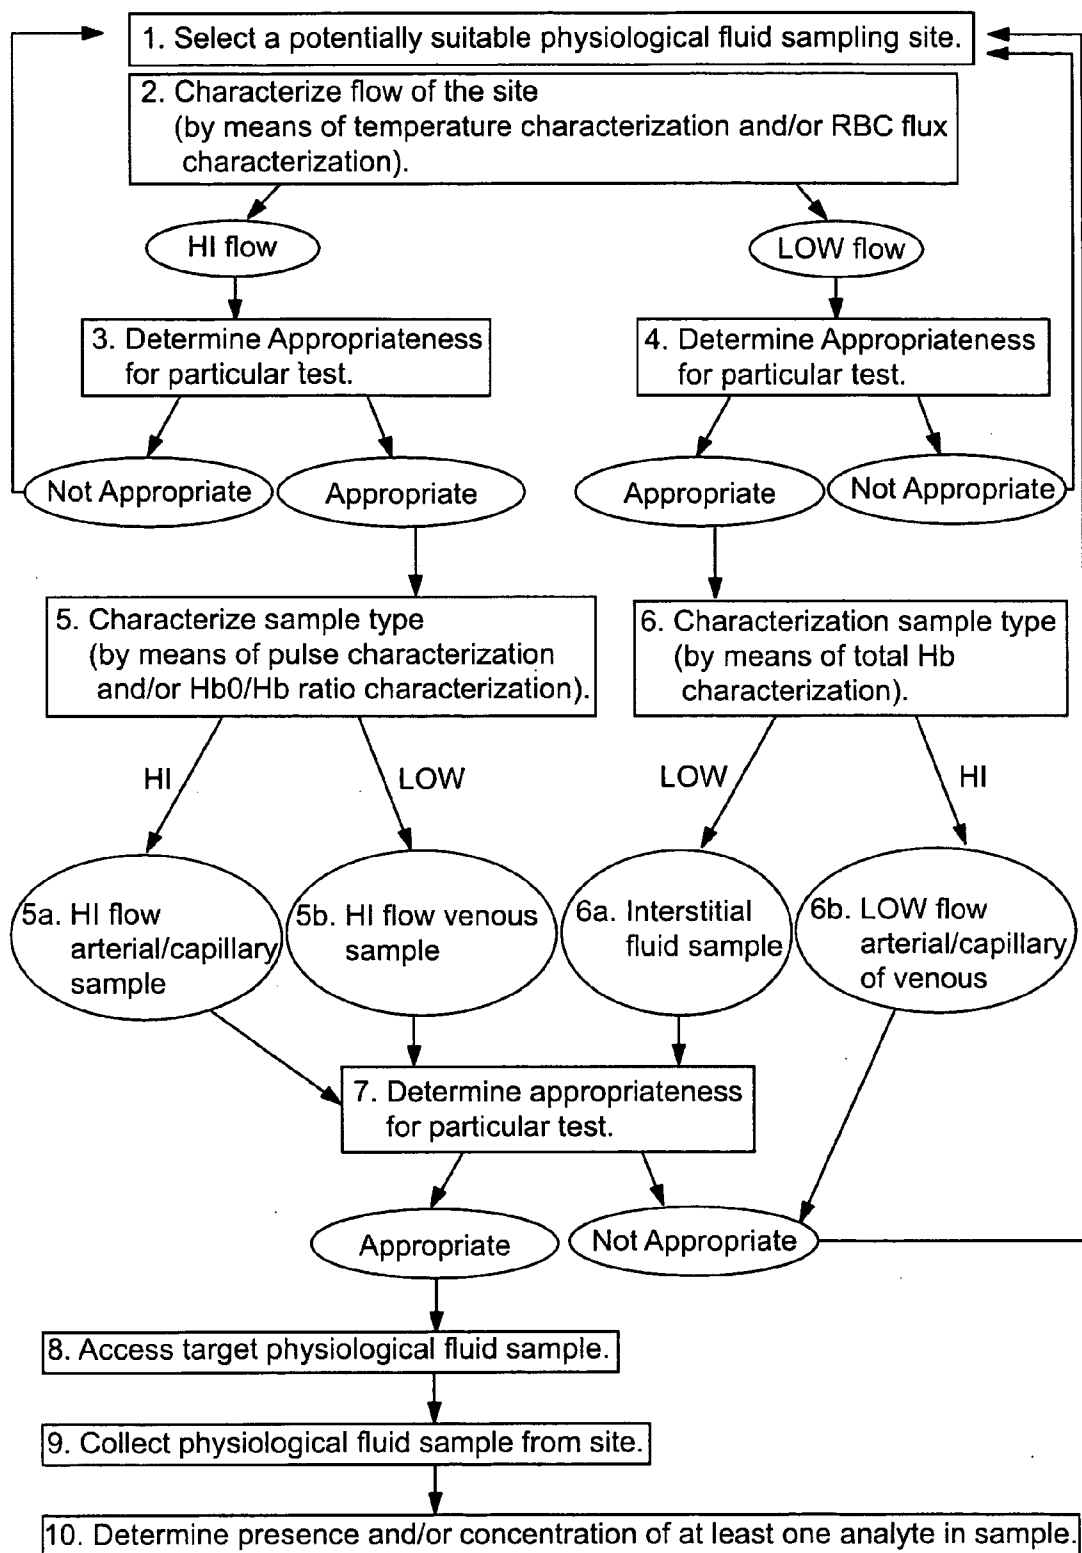 1. Select a potentially suitable physiological fluid sampling site.
2. Characterize flow of the site
(by means of temperature characterization and/or RBC flux
characterization).
HI flow
LOW flow
3. Determine Appropriateness
for particular test.
4. Determine Appropriateness
for particular test.
Not Appropriate
Appropriate
Appropriate
Not Appropriate
5. Characterize sample type
(by means of pulse characterization
and/or Hb0/Hb ratio characterization).
6. Characterization sample type
(by means of total Hb
characterization).
HI
LOW
LOW
HI
5a. HI flow
arterial/capillary
sample
5b. HI flow venous
sample
6a. Interstitial
fluid sample
6b. LOW flow
arterial/capillary
of venous
7. Determine appropriateness
for particular test.
Appropriate
Not Appropriate
8. Access target physiological fluid sample.
9. Collect physiological fluid sample from site.
10. Determine presence and/or concentration of at least one analyte in sample.